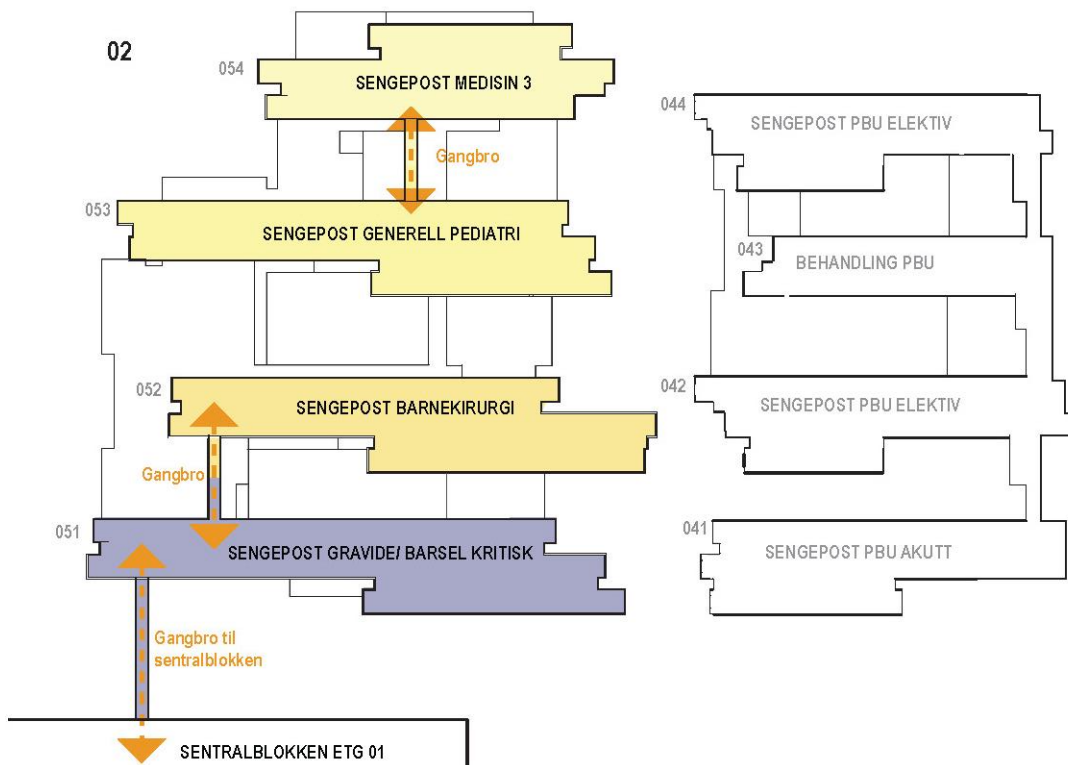 02
054
SENGEPOST MEDISIN 3
Gangbro
053
SENGEPOST GENERELL PEDIATRI
052
SENGEPOST BARNEKIRURGI
Gangbro
051
SENGEPOST GRAVIDE/ BARSEL KRITISK
Gangbro til
sentralblokken
SENTRALBLOKKEN ETG 01
044
SENGEPOST PBU ELEKTIV
043
BEHANDLING PBU
042
SENGEPOST PBU ELEKTIV
041
SENGEPOST PBU AKUTT